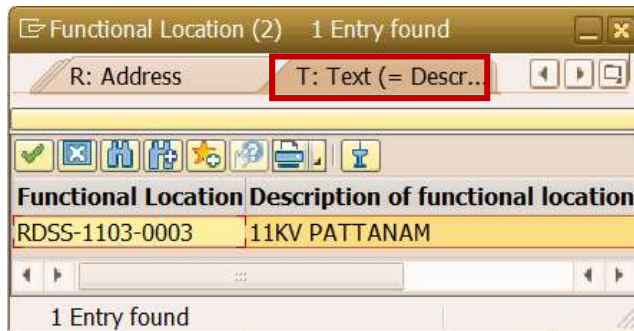 Functional Location (2) 1 Entry found
R: Address T: Text (= Descr...
Functional Location Description of functional location
RDSS-1103-0003 11KV PATTANAM
1 Entry found